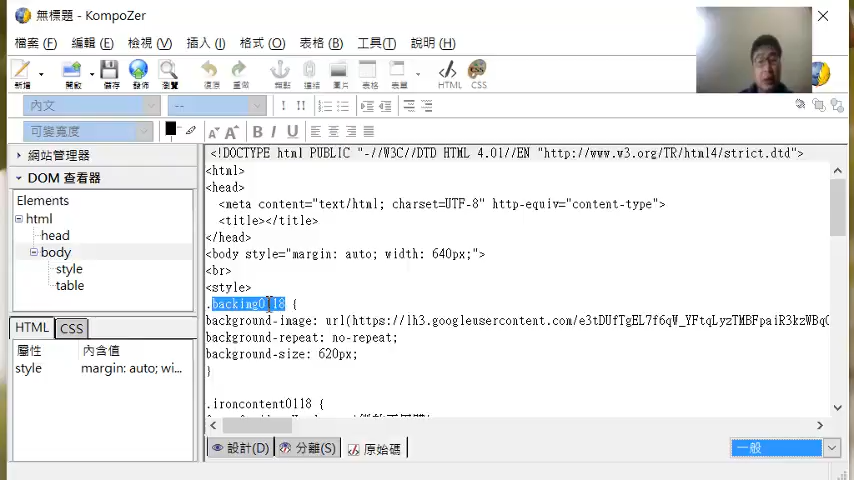 無標題 - KompoZer
檔案 (F) 編輯 (E) 檢視 (V) 插入 (I) 格式 (O) 表格 (B) 工具(T) 說明 (H)
新增 開啟 儲存 發佈 瀏覽 復原 重做 錨點 連結 圖片 表格 表單 HTML CSS
內文 --
可變寬度 B I U
網站管理器
DOM 查看器
Elements
html
head
body
style
table
HTML CSS
屬性 內含值
style margin: auto; wi...
<!DOCTYPE html PUBLIC "-//W3C//DTD HTML 4.01//EN "http://www.w3.org/TR/html4/strict.dtd">
<html>
<head>
<meta content="text/html; charset=UTF-8" http-equiv="content-type">
<title></title>
</head>
<body style="margin: auto; width: 640px;">
<br>
<style>
.backing0118 {
background-image: url(https://lh3.googleusercontent.com/e3tDUfTgEL7f6qW_YFtqLyzTMBFpaiR3kzWBq
background-repeat: no-repeat;
background-size: 620px;
}
.ironcontent0118 {
設計(D) 分離(S) 原始碼
一般